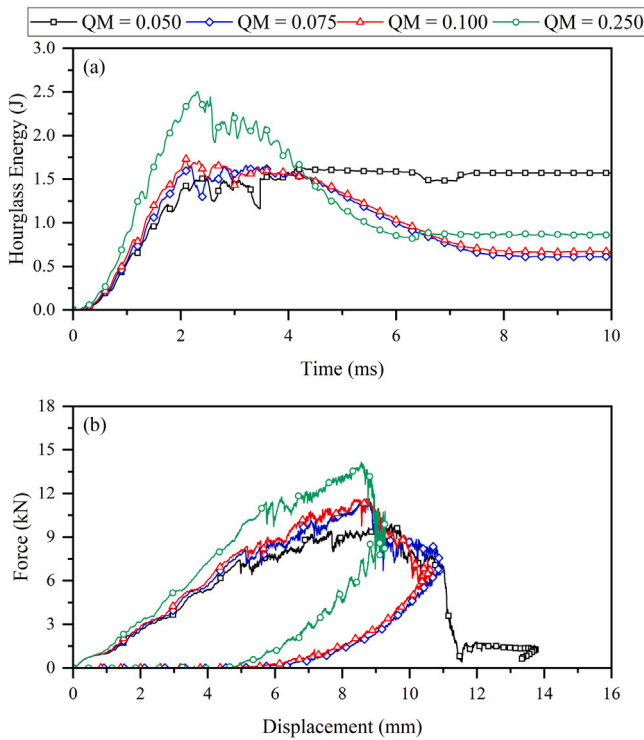 QM = 0.050 QM = 0.075 QM = 0.100 QM = 0.250
(a)
3.0
2.5
2.0
1.5
1.0
0.5
0.0
Hourglass Energy (J)
0 2 4 6 8 10
Time (ms)
(b)
18
15
12
9
6
3
0
Force (kN)
0 2 4 6 8 10 12 14 16
Displacement (mm)